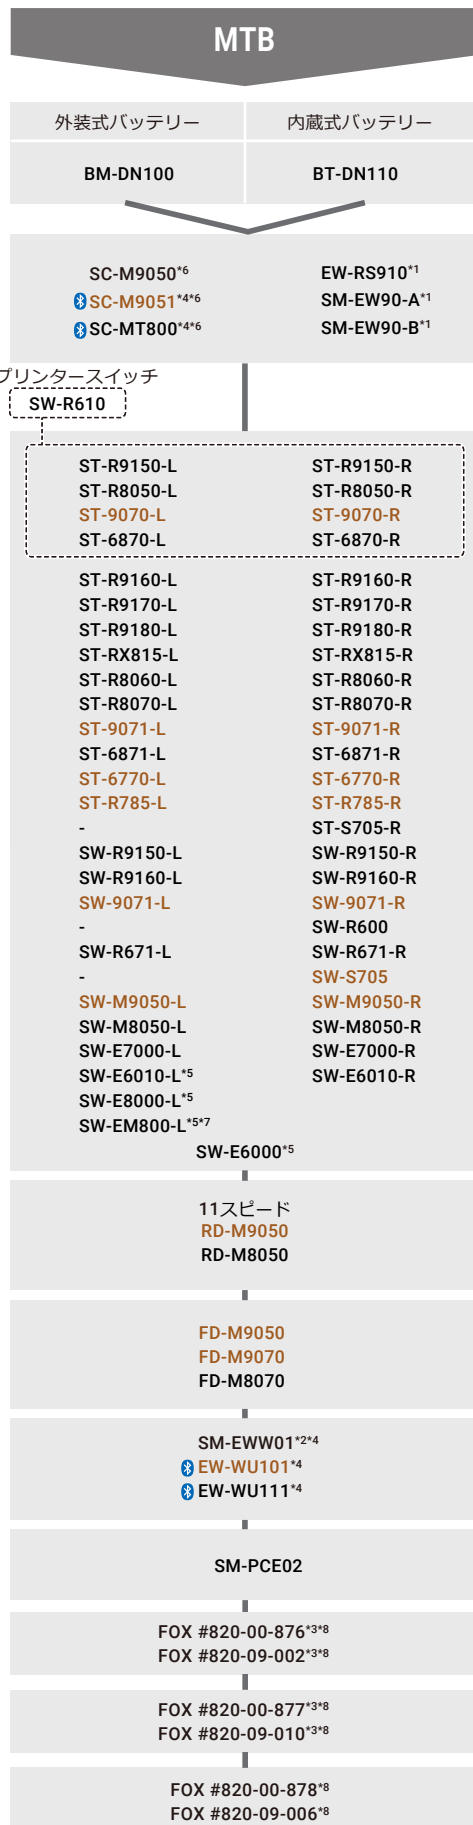 MTB
外装式バッテリー 内蔵式バッテリー
BM-DN100 BT-DN110
SC-M9050*6 EW-RS910*1
SC-M9051*4*6 SM-EW90-A*1
SC-MT800*4*6 SM-EW90-B*1
プリンタースイッチ
SW-R610
ST-R9150-L ST-R9150-R
ST-R8050-L ST-R8050-R
ST-9070-L ST-9070-R
ST-6870-L ST-6870-R
ST-R9160-L ST-R9160-R
ST-R9170-L ST-R9170-R
ST-R9180-L ST-R9180-R
ST-RX815-L ST-RX815-R
ST-R8060-L ST-R8060-R
ST-R8070-L ST-R8070-R
ST-9071-L ST-9071-R
ST-6871-L ST-6871-R
ST-6770-L ST-6770-R
ST-R785-L ST-R785-R
- ST-S705-R
SW-R9150-L SW-R9150-R
SW-R9160-L SW-R9160-R
SW-9071-L SW-9071-R
- SW-R600
SW-R671-L SW-R671-R
- SW-S705
SW-M9050-L SW-M9050-R
SW-M8050-L SW-M8050-R
SW-E7000-L SW-E7000-R
SW-E6010-L*5 SW-E6010-R
SW-E8000-L*5
SW-EM800-L*5*7
SW-E6000*5
11スピード
RD-M9050
RD-M8050
FD-M9050
FD-M9070
FD-M8070
SM-EWW01*2*4
EW-WU101*4
EW-WU111*4
SM-PCE02
FOX #820-00-876*3*8
FOX #820-09-002*3*8
FOX #820-00-877*3*8
FOX #820-09-010*3*8
FOX #820-00-878*8
FOX #820-09-006*8